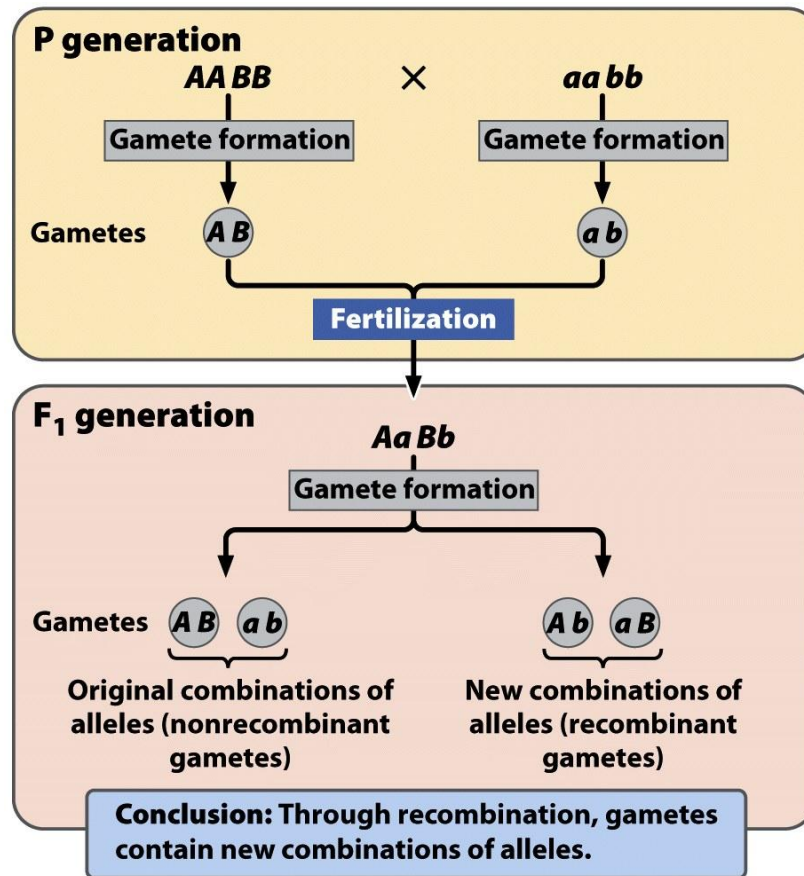 P generation
AA BB × aa bb
Gamete formation Gamete formation
Gametes A B a b
Fertilization
F₁ generation
Aa Bb
Gamete formation
Gametes A B a b A b a B
Original combinations of
alleles (nonrecombinant
gametes)
New combinations of
alleles (recombinant
gametes)
Conclusion: Through recombination, gametes
contain new combinations of alleles.